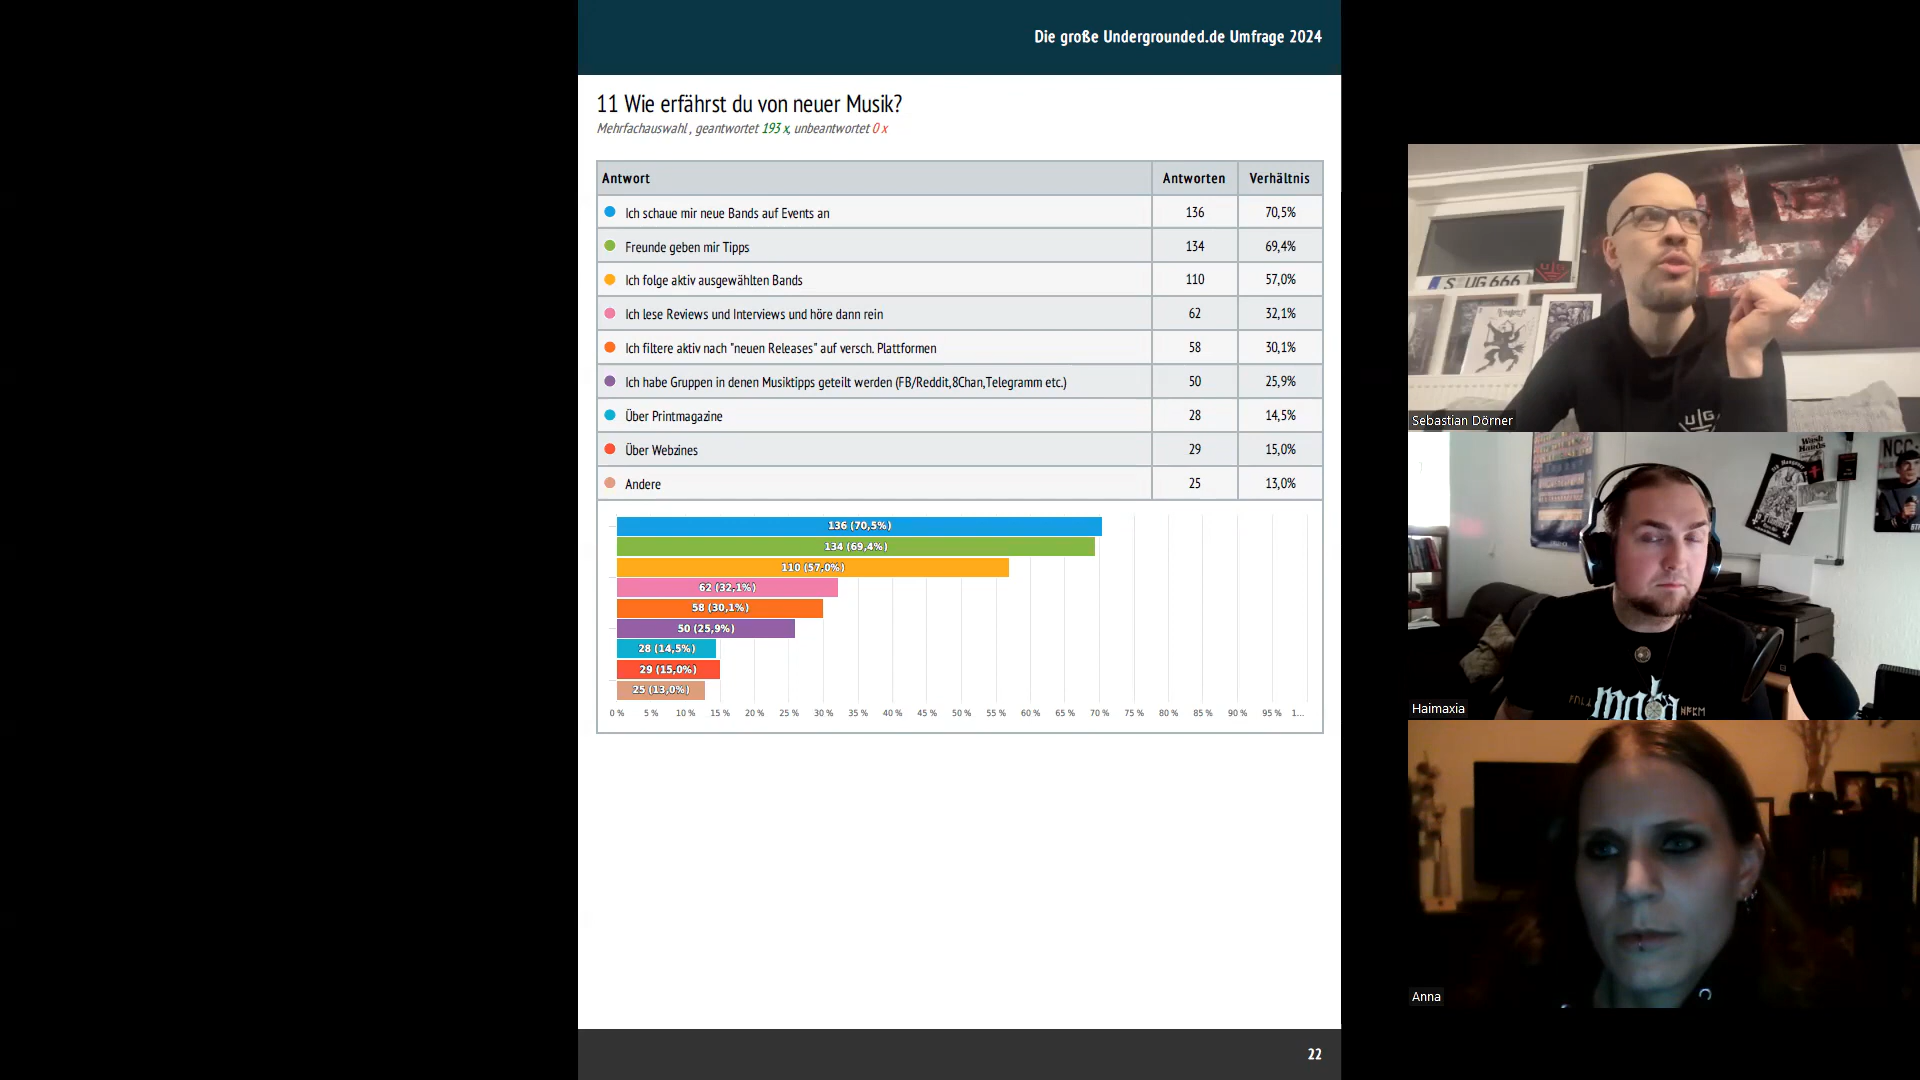 Die große Undergrounded.de Umfrage 2024
11 Wie erfährst du von neuer Musik?
Mehrfachauswahl , geantwortet 193 x, unbeantwortet 0 x
Antwort Antworten Verhältnis
Ich schaue mir neue Bands auf Events an 136 70,5%
Freunde geben mir Tipps 134 69,4%
Ich folge aktiv ausgewählten Bands 110 57,0%
Ich lese Reviews und Interviews und höre dann rein 62 32,1%
Ich filtere aktiv nach "neuen Releases" auf versch. Plattformen 58 30,1%
Ich habe Gruppen in denen Musiktipps geteilt werden (FB/Reddit,8Chan,Telegramm etc.) 50 25,9%
Über Printmagazine 28 14,5%
Über Webzines 29 15,0%
Andere 25 13,0%
136 (70,5%)
134 (69,4%)
110 (57,0%)
62 (32,1%)
58 (30,1%)
50 (25,9%)
28 (14,5%)
29 (15,0%)
25 (13,0%)
0 % 5 % 10 % 15 % 20 % 25 % 30 % 35 % 40 % 45 % 50 % 55 % 60 % 65 % 70 % 75 % 80 % 85 % 90 % 95 % 1...
22
S UG 666
Sebastian Dörner
Wash
Hands
NCC-
Haimaxia
Anna